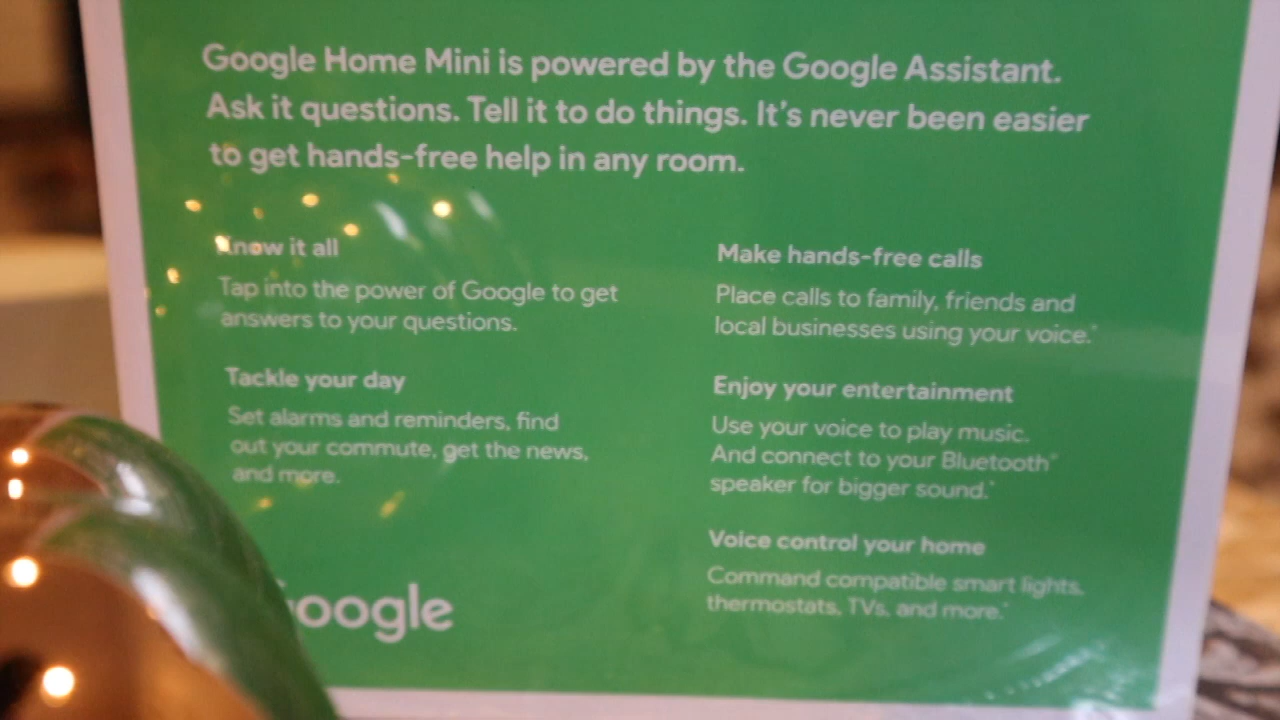 Google Home Mini is powered by the Google Assistant.
Ask it questions. Tell it to do things. It's never been easier
to get hands-free help in any room.
Know it all
Tap into the power of Google to get
answers to your questions.
Tackle your day
Set alarms and reminders, find
out your commute, get the news,
and more.
Make hands-free calls
Place calls to family, friends and
local businesses using your voice.*
Enjoy your entertainment
Use your voice to play music.
And connect to your Bluetooth®
speaker for bigger sound.*
Voice control your home
Command compatible smart lights,
thermostats, TVs, and more.*
Google